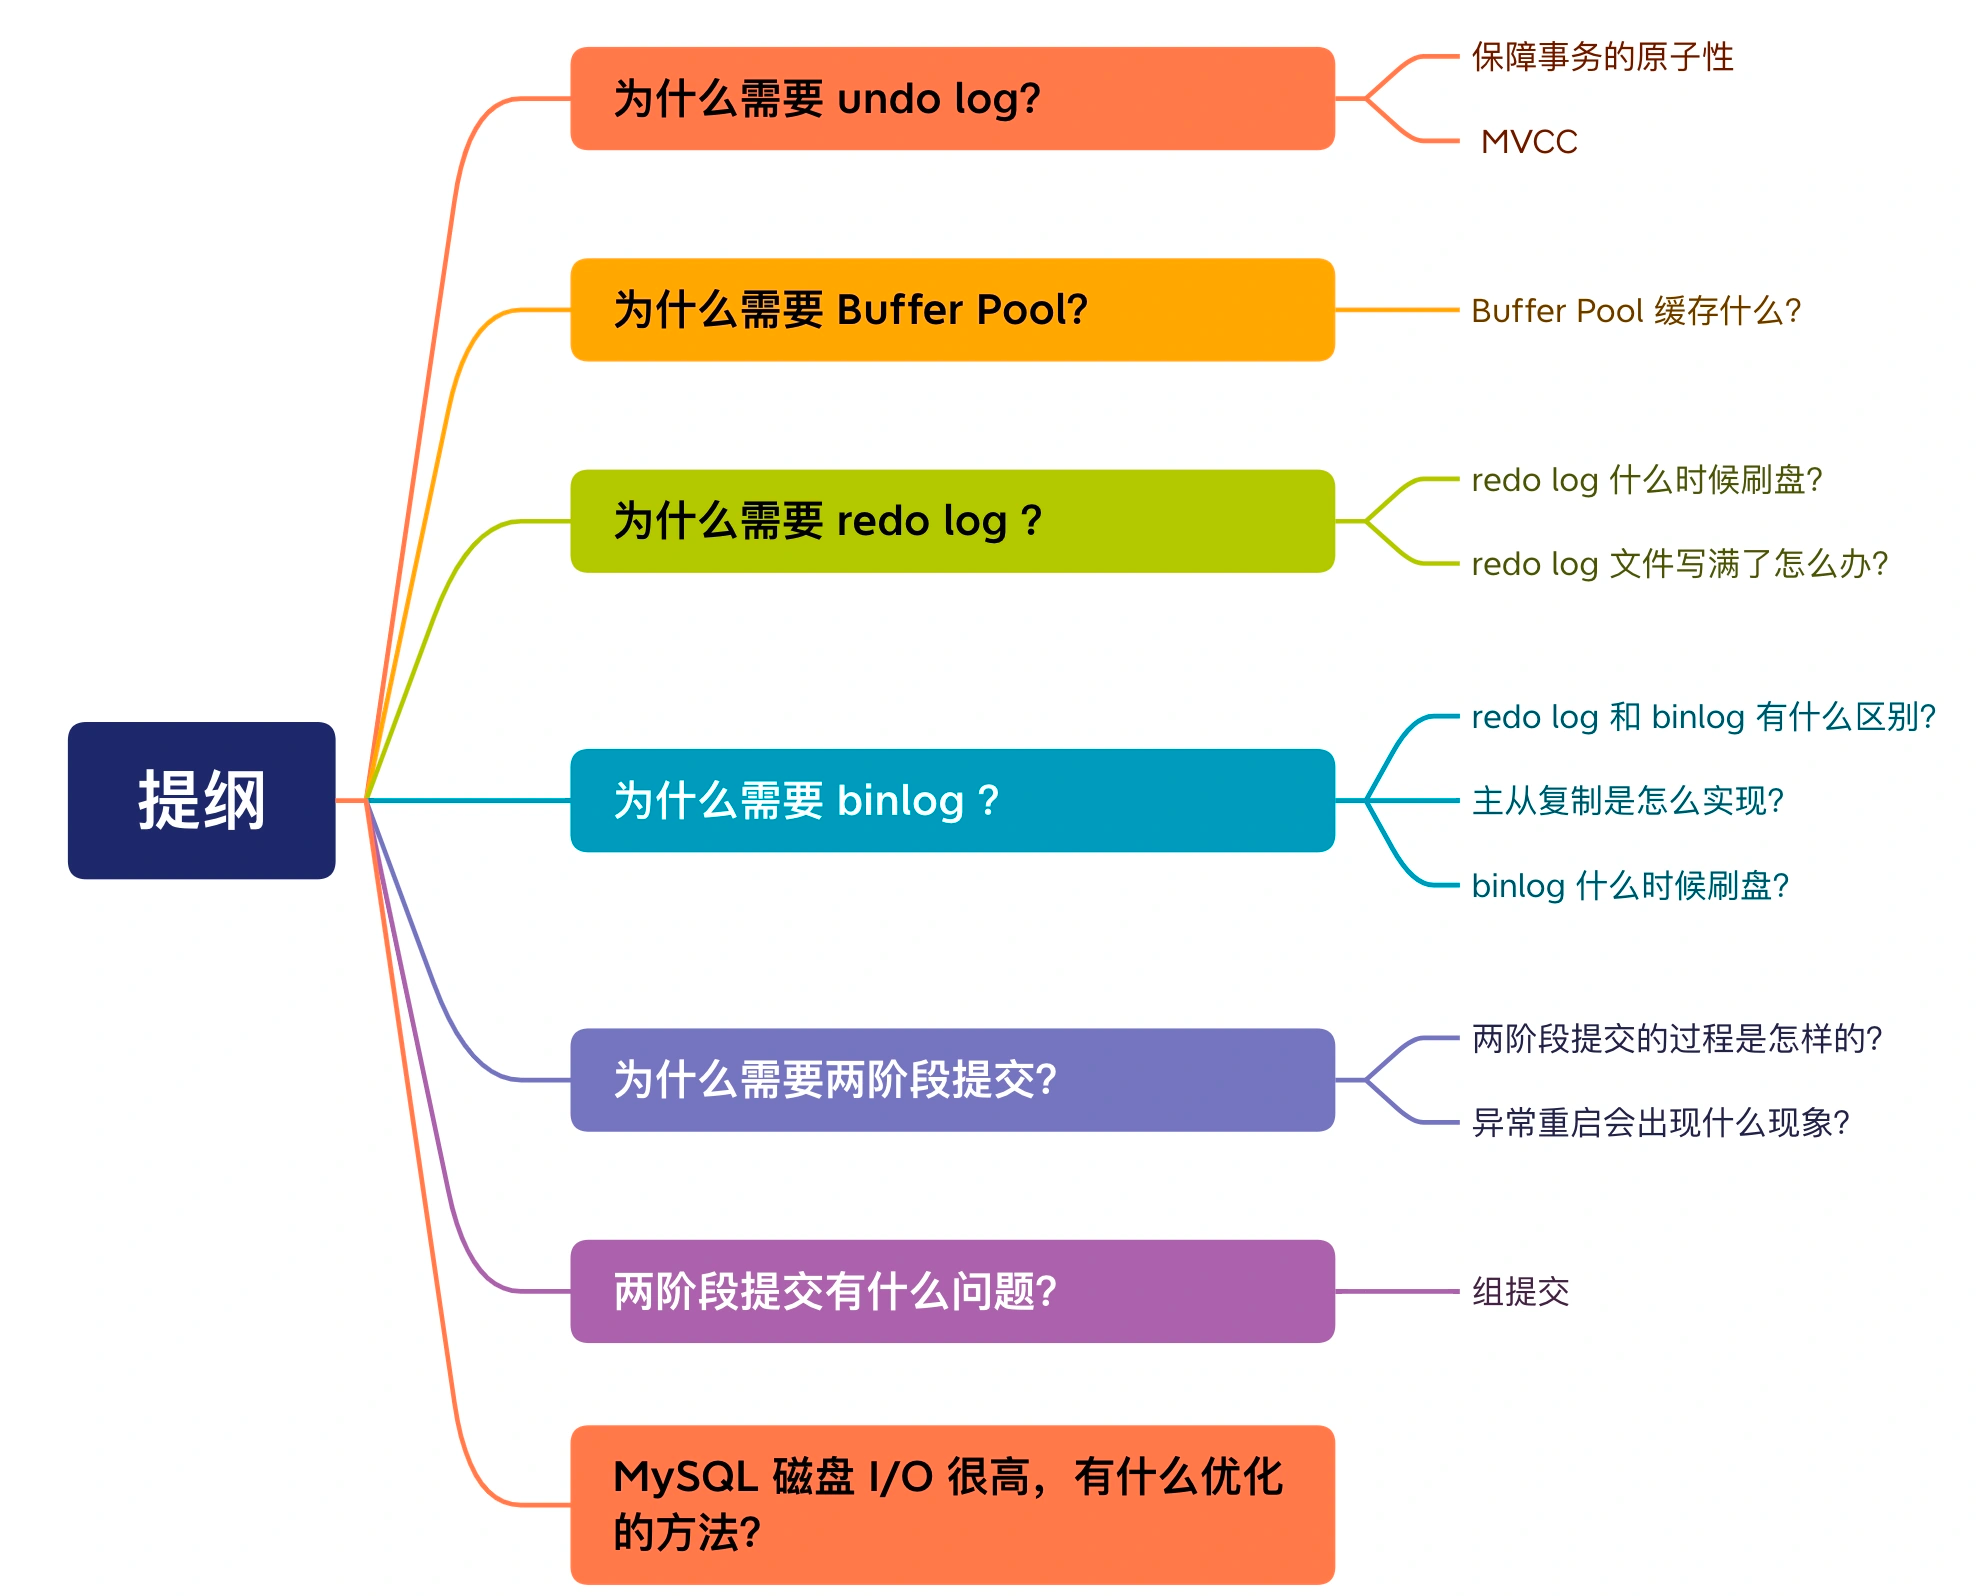 提纲
为什么需要 undo log?
保障事务的原子性
MVCC
为什么需要 Buffer Pool?
Buffer Pool 缓存什么?
为什么需要 redo log ?
redo log 什么时候刷盘?
redo log 文件写满了怎么办?
为什么需要 binlog ?
redo log 和 binlog 有什么区别?
主从复制是怎么实现?
binlog 什么时候刷盘?
为什么需要两阶段提交?
两阶段提交的过程是怎样的?
异常重启会出现什么现象?
两阶段提交有什么问题?
组提交
MySQL 磁盘 I/O 很高，有什么优化
的方法?